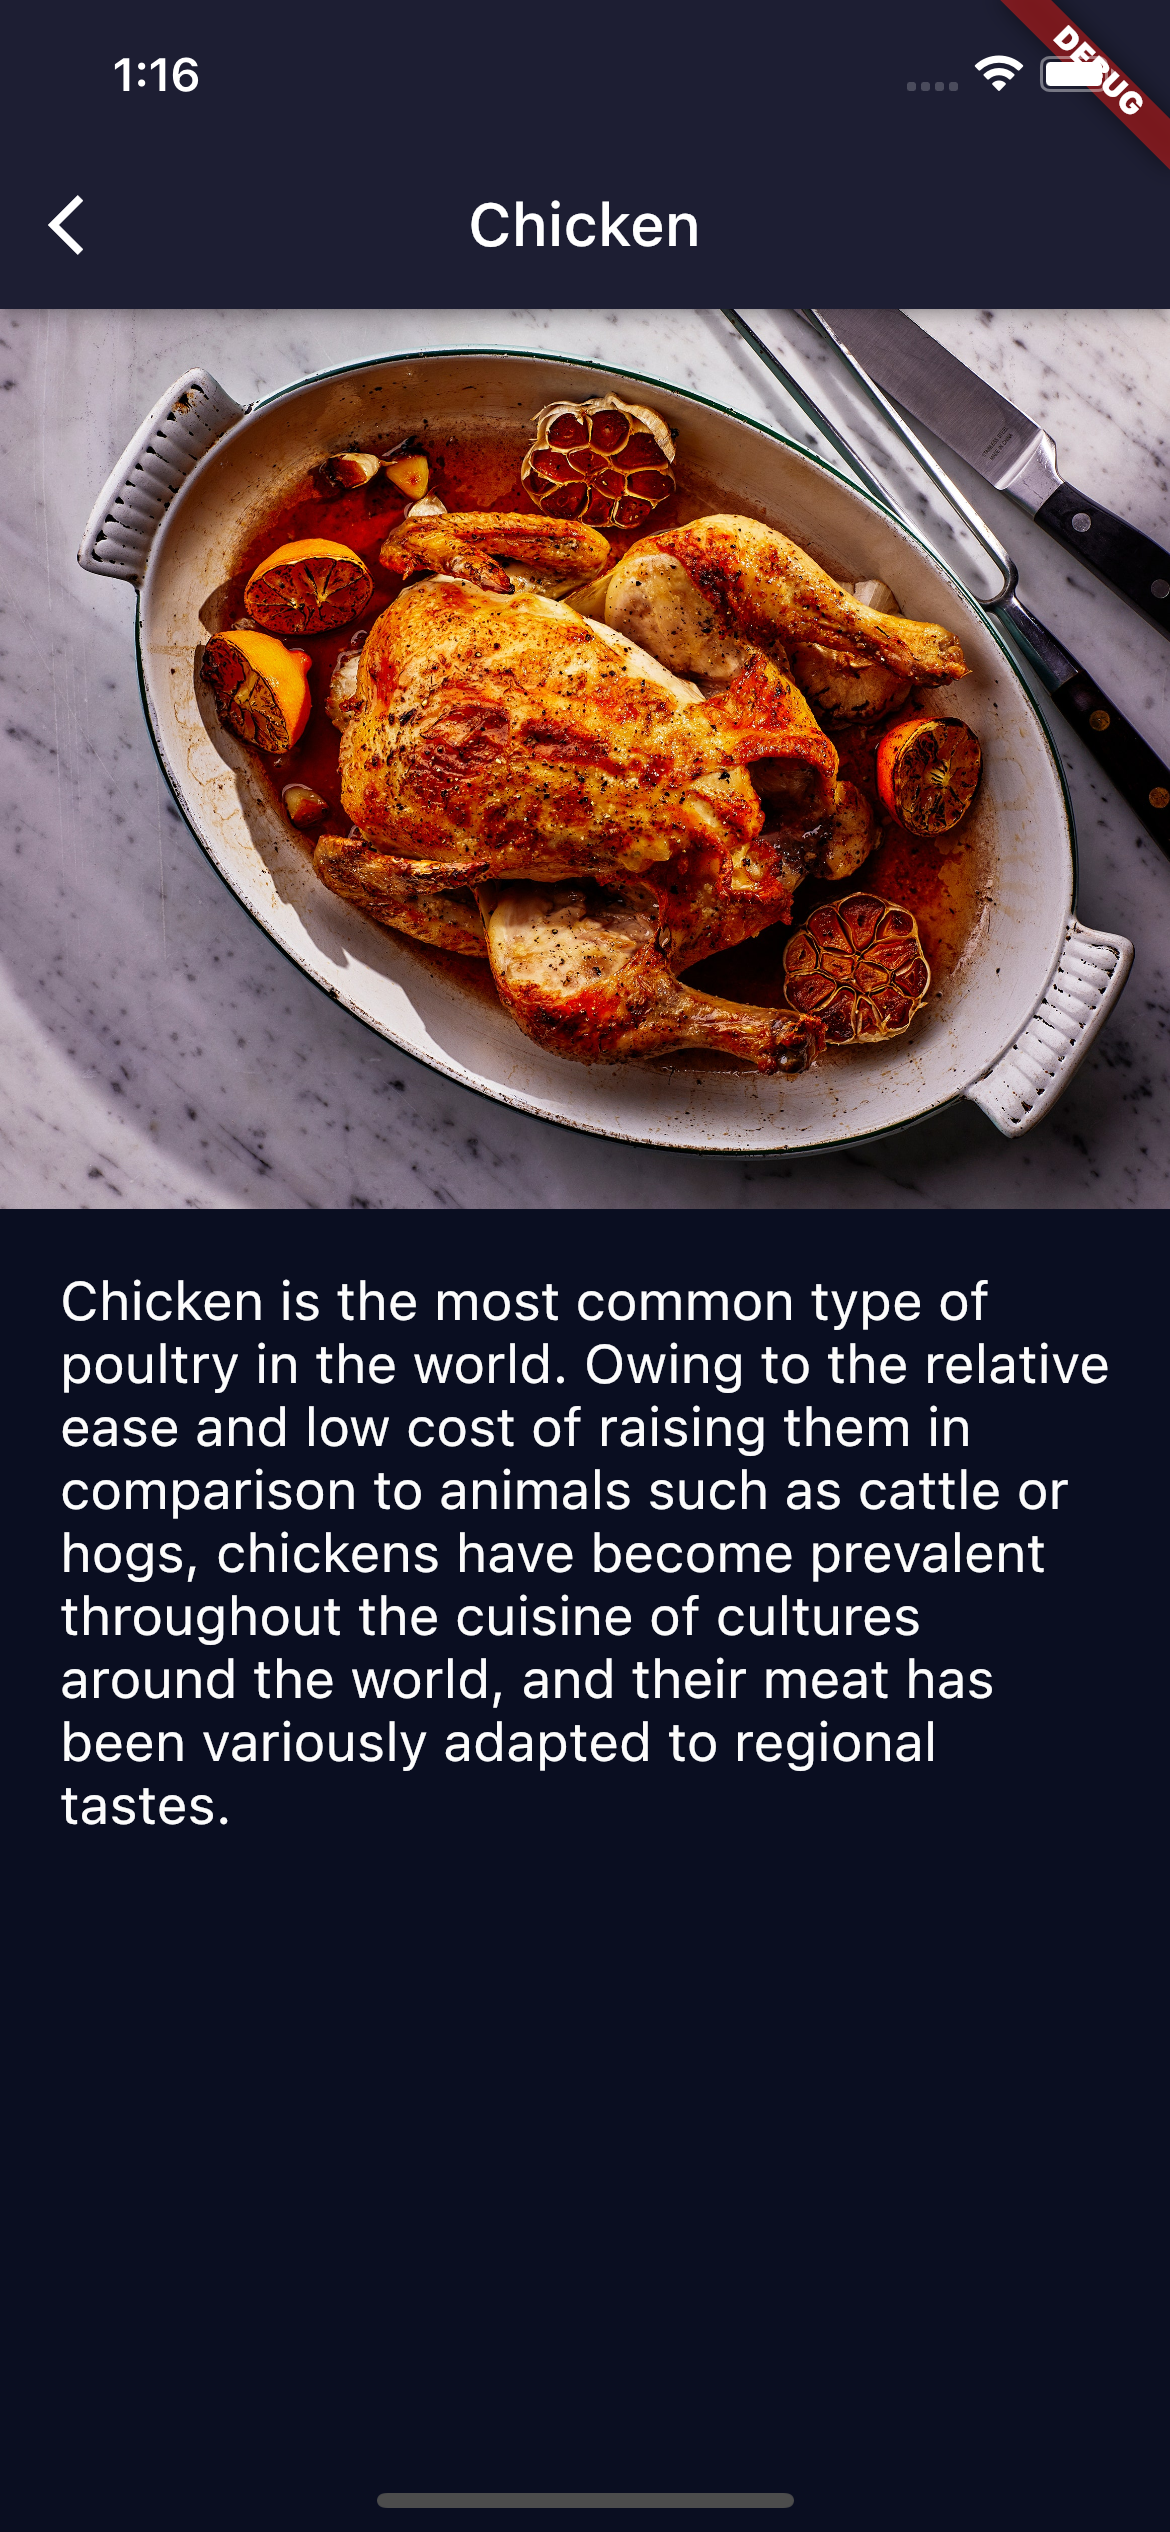 1:16
DEBUG
Chicken
Chicken is the most common type of
poultry in the world. Owing to the relative
ease and low cost of raising them in
comparison to animals such as cattle or
hogs, chickens have become prevalent
throughout the cuisine of cultures
around the world, and their meat has
been variously adapted to regional
tastes.